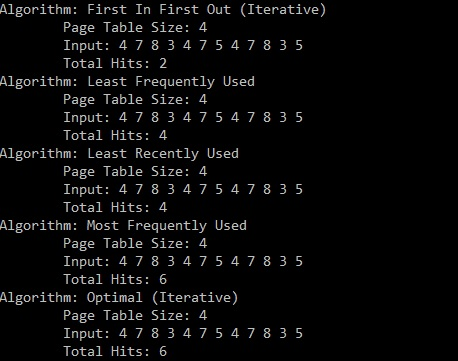 Algorithm: First In First Out (Iterative)
Page Table Size: 4
Input: 4 7 8 3 4 7 5 4 7 8 3 5
Total Hits: 2
Algorithm: Least Frequently Used
Page Table Size: 4
Input: 4 7 8 3 4 7 5 4 7 8 3 5
Total Hits: 4
Algorithm: Least Recently Used
Page Table Size: 4
Input: 4 7 8 3 4 7 5 4 7 8 3 5
Total Hits: 4
Algorithm: Most Frequently Used
Page Table Size: 4
Input: 4 7 8 3 4 7 5 4 7 8 3 5
Total Hits: 6
Algorithm: Optimal (Iterative)
Page Table Size: 4
Input: 4 7 8 3 4 7 5 4 7 8 3 5
Total Hits: 6